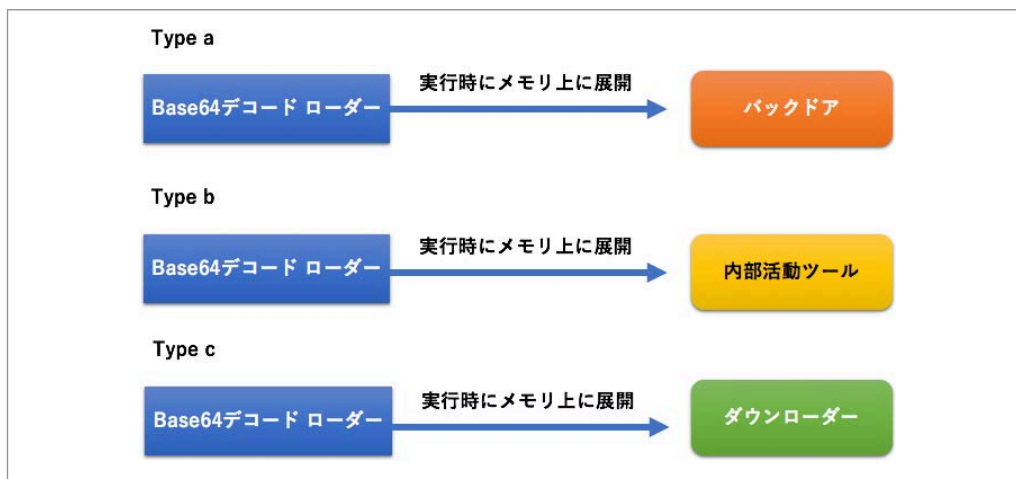 Type a
Base64デコード ローダー
実行時にメモリ上に展開
バックドア
Type b
Base64デコード ローダー
実行時にメモリ上に展開
内部活動ツール
Type c
Base64デコード ローダー
実行時にメモリ上に展開
ダウンローダー